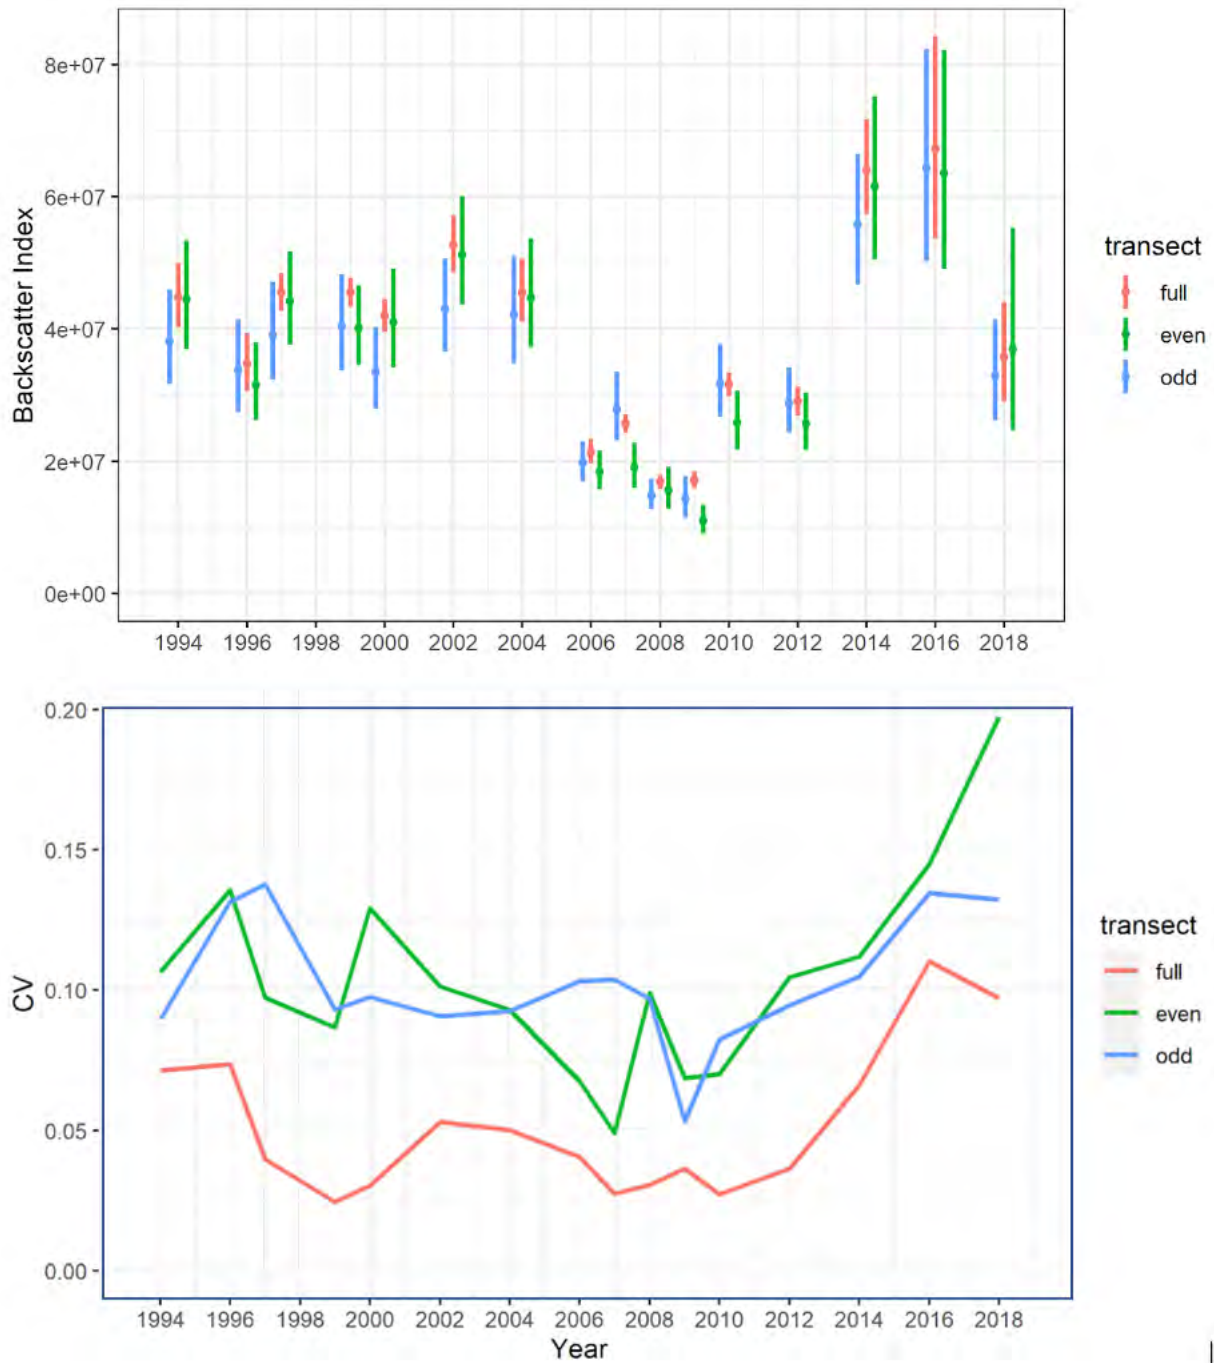 8e+07
6e+07
4e+07
2e+07
0e+00
Backscatter Index
1994 1996 1998 2000 2002 2004 2006 2008 2010 2012 2014 2016 2018
transect
full
even
odd
0.20
0.15
0.10
0.05
0.00
CV
1994 1996 1998 2000 2002 2004 2006 2008 2010 2012 2014 2016 2018
Year
transect
full
even
odd